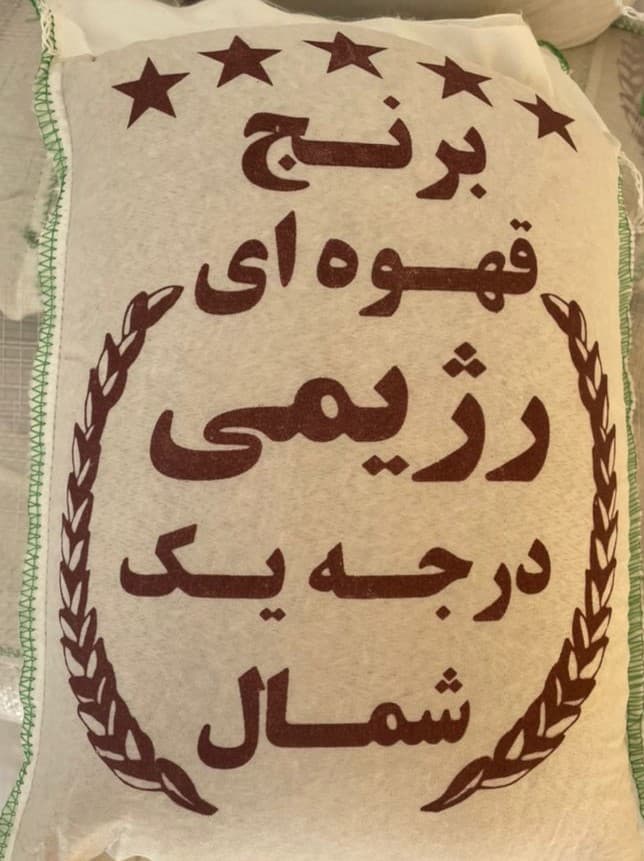 برنج
قهوه ای
رژیمی
درجه یک
شمال